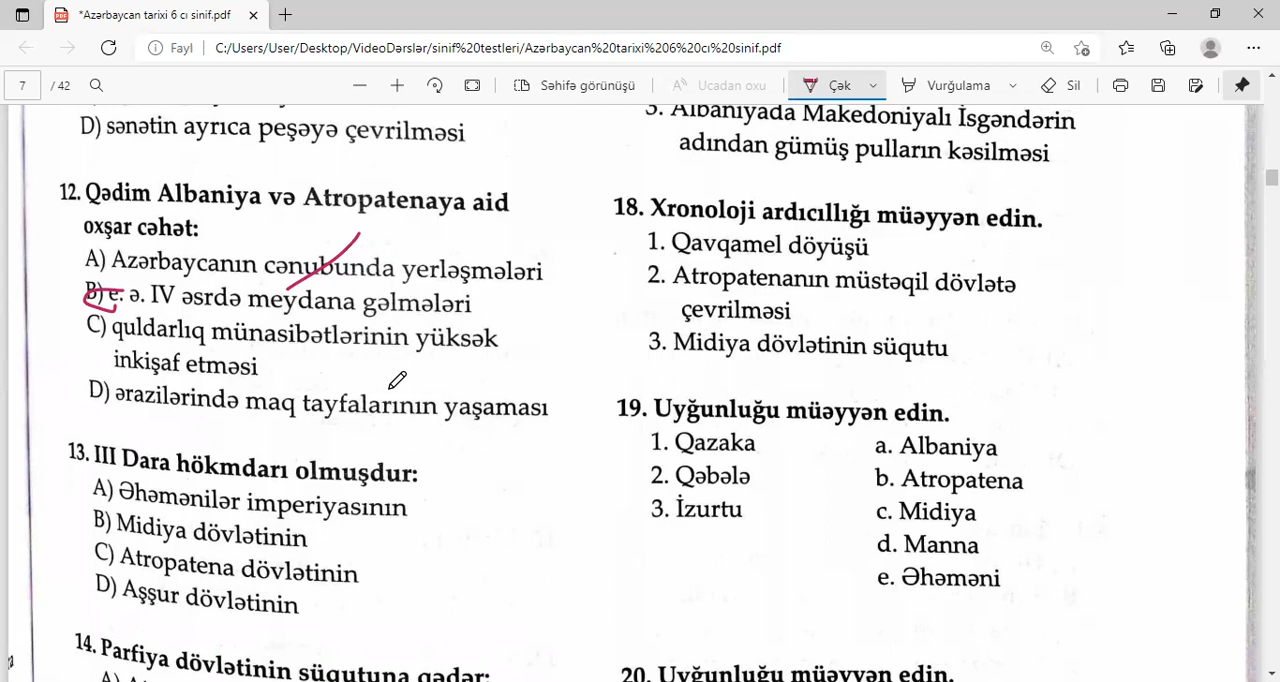 *Azərbaycan tarixi 6 cı sinif.pdf
Fayl
C:/Users/User/Desktop/VideoDərslər/sinif%20testleri/Azərbaycan%20tarixi%206%20cı%20sinif.pdf
7 / 42
Səhifə görünüşü
Ucadan oxu
Çək
Vurğulama
Sil
D) sənətin ayrıca peşəyə çevrilməsi
12. Qədim Albaniya və Atropatenaya aid
oxşar cəhət:
A) Azərbaycanın cənubunda yerləşmələri
B) e. ə. IV əsrdə meydana gəlmələri
C) quldarlıq münasibətlərinin yüksək
inkişaf etməsi
D) ərazilərində maq tayfalarının yaşaması
13. III Dara hökmdarı olmuşdur:
A) Əhəmənilər imperiyasının
B) Midiya dövlətinin
C) Atropatena dövlətinin
D) Aşşur dövlətinin
14. Parfiya dövlətinin süqutuna qədər:
3. Albaniyada Makedoniyalı İsgəndərin
adından gümüş pulların kəsilməsi
18. Xronoloji ardıcıllığı müəyyən edin.
1. Qavqamel döyüşü
2. Atropatenanın müstəqil dövlətə
çevrilməsi
3. Midiya dövlətinin süqutu
19. Uyğunluğu müəyyən edin.
1. Qazaka a. Albaniya
2. Qəbələ b. Atropatena
3. İzurtu c. Midiya
d. Manna
e. Əhəməni
20. Uyğunluğu müəyyən edin.